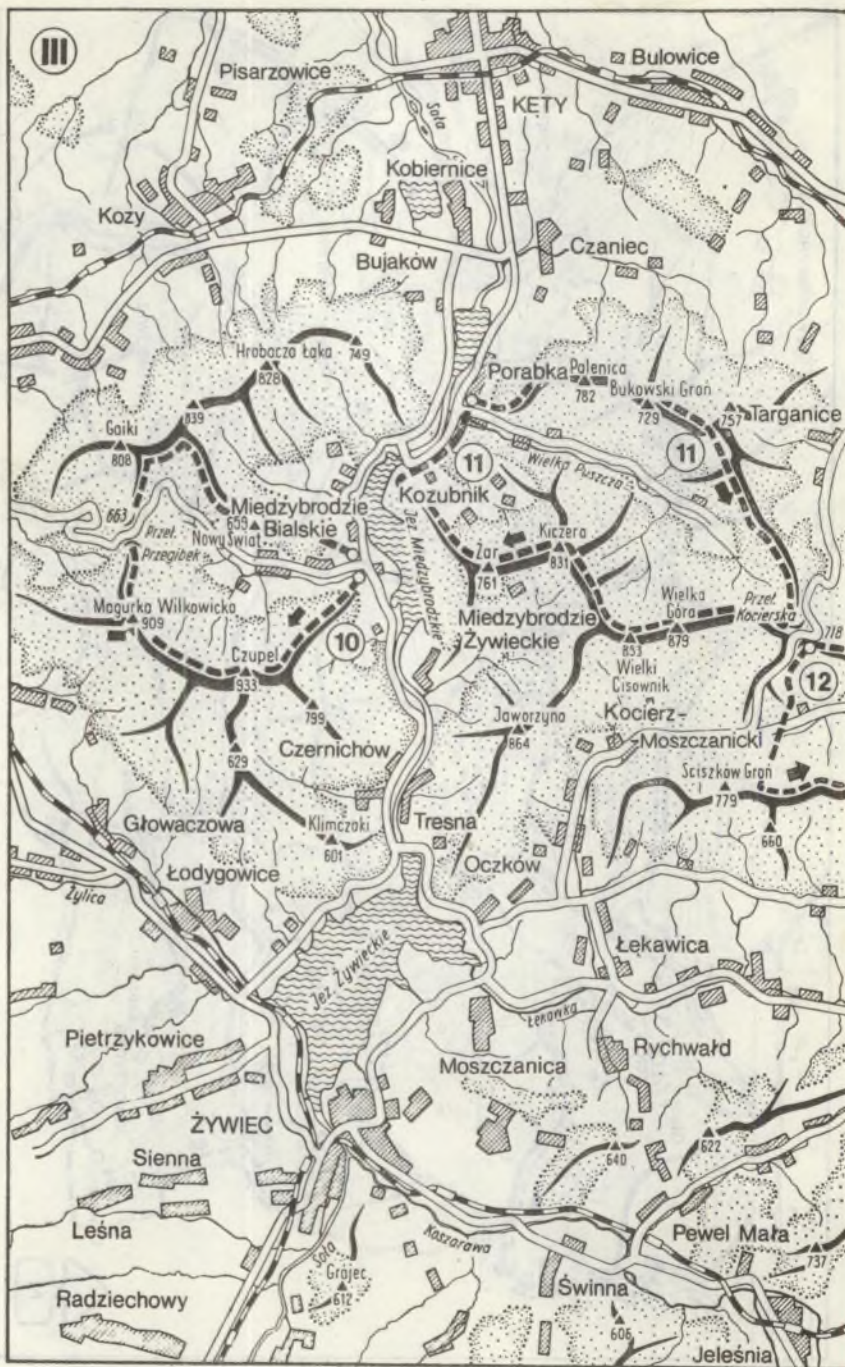 III
Pisarzowice
Bulowice
KĘTY
Soła
Kobiernice
Kozy
Bujaków
Czaniec
Hrobacza Łąka
828
749
839
Gaiki
808
Porąbka
Palenica
782
Bukowski Groń
729
757
Targanice
11
11
Wielka Puszcza
Kozubnik
Międzybrodzie
Bialskie
659
Nowy Świat
663
Przeł.
Przegibek
Jez. Międzybrodzkie
Żar
761
Kiczera
831
Magurka Wilkowicka
909
Międzybrodzie
Żywieckie
Wielka
Góra
879
Przeł.
Kocierska
718
853
Wielki
Cisownik
10
12
Czupel
933
799
Czernichów
629
Jaworzyna
864
Kocierz-
Moszczanicki
Ściszków Groń
779
660
Głowaczowa
Klimczaki
601
Tresna
Oczków
Łodygowice
Żylica
Jez. Żywieckie
Łękawica
Łękawka
Pietrzykowice
Moszczanica
Rychwałd
ŻYWIEC
640
622
Sienna
Leśna
Soła
Koszarawa
Pewel Mała
737
Grojec
612
Radziechowy
Świnna
606
Jeleśnia